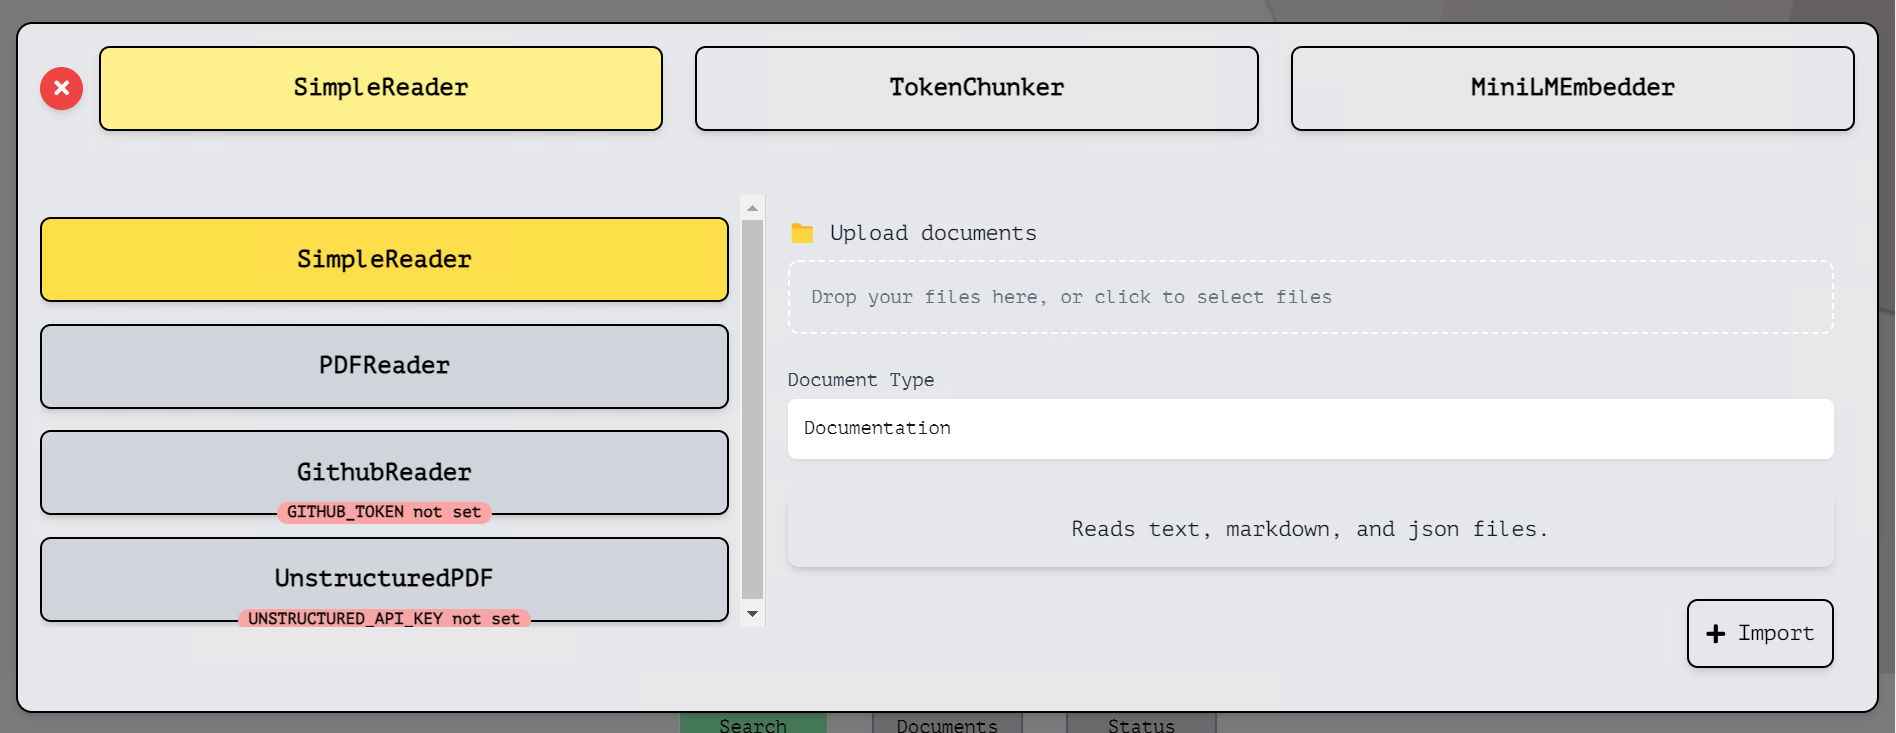 SimpleReader
TokenChunker
MiniLMEmbedder
SimpleReader
PDFReader
GithubReader
GITHUB_TOKEN not set
UnstructuredPDF
UNSTRUCTURED_API_KEY not set
Upload documents
Drop your files here, or click to select files
Document Type
Documentation
Reads text, markdown, and json files.
Import
Search
Documents
Status